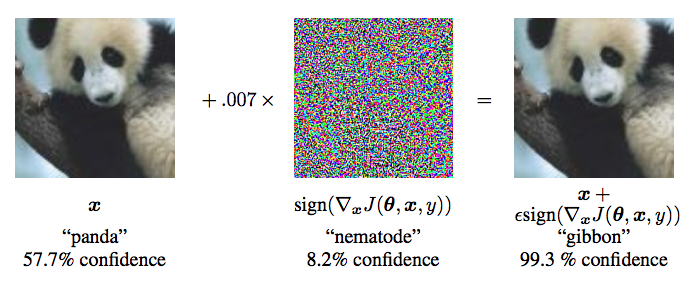 + .007 × =
x sign(∇ₓJ(θ, x, y)) x +
ϵsign(∇ₓJ(θ, x, y))
“panda” “nematode” “gibbon”
57.7% confidence 8.2% confidence 99.3 % confidence